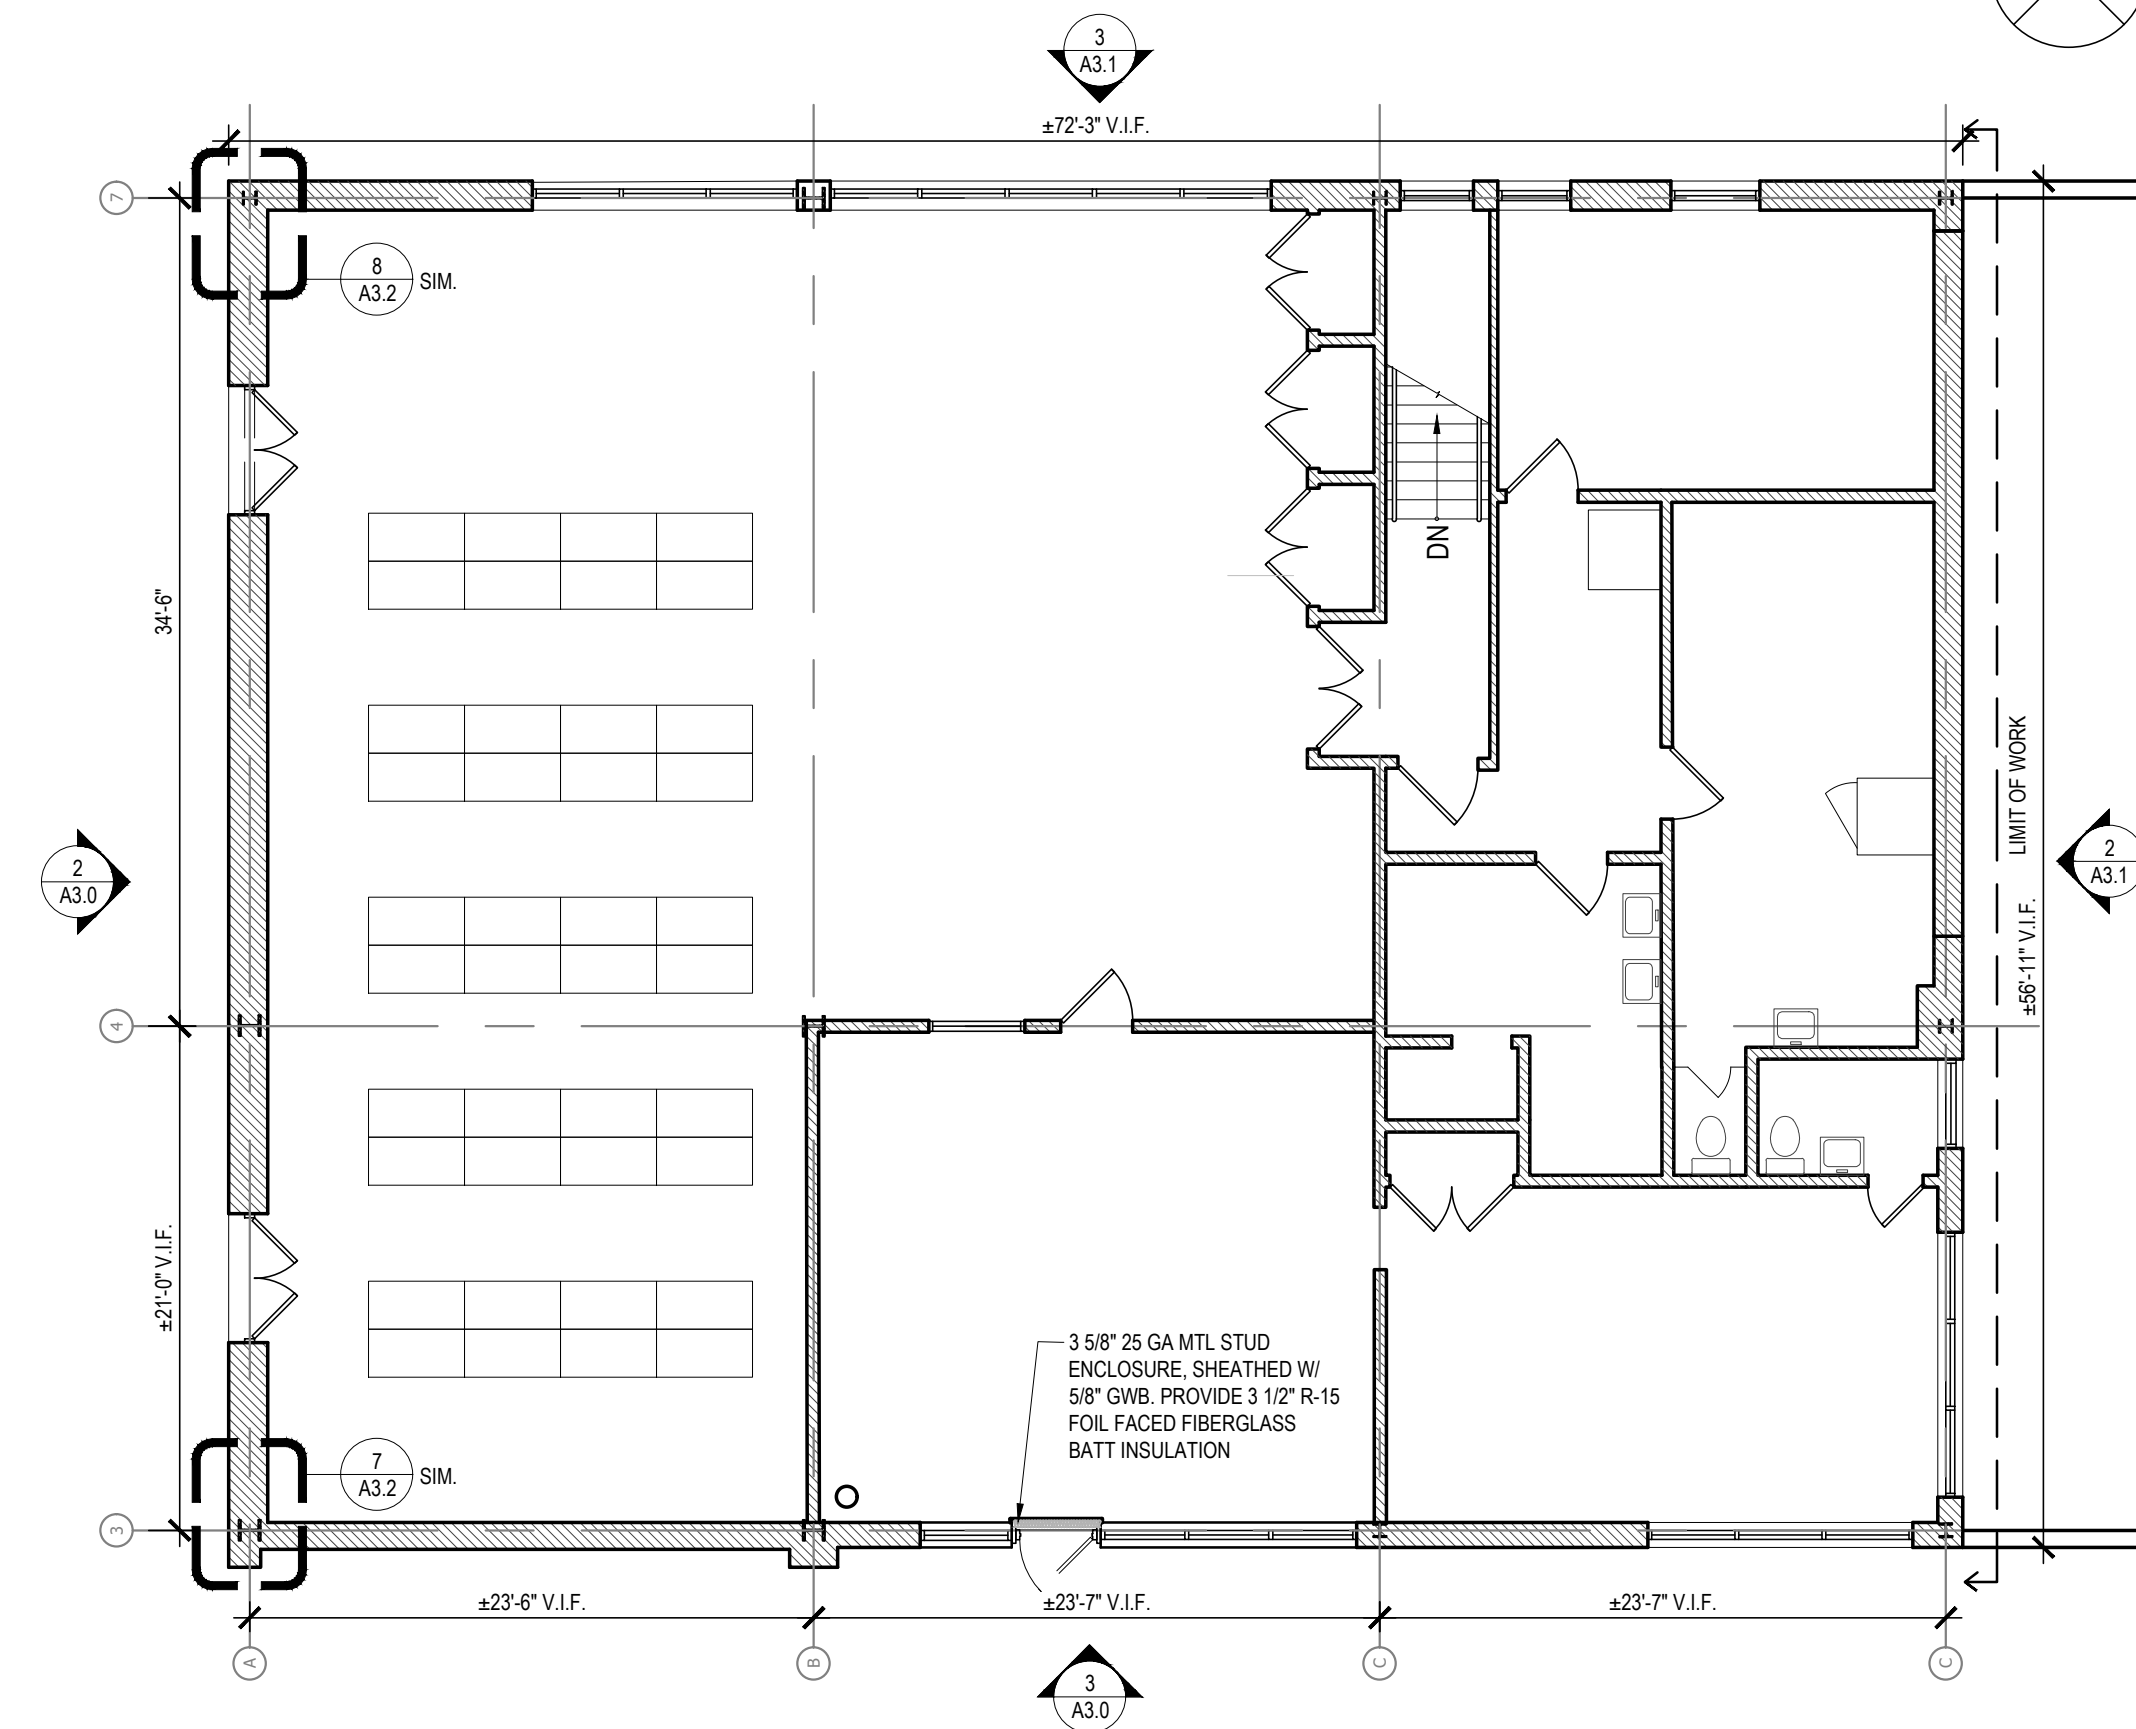 3
A3.1
±72'-3" V.I.F.
7
8
A3.2
SIM.
34'-6"
DN
LIMIT OF WORK
2
A3.0
2
A3.1
±56'-11" V.I.F.
4
±21'-0" V.I.F.
3 5/8" 25 GA MTL STUD
ENCLOSURE, SHEATHED W/
5/8" GWB. PROVIDE 3 1/2" R-15
FOIL FACED FIBERGLASS
BATT INSULATION
7
A3.2
SIM.
3
±23'-6" V.I.F.
±23'-7" V.I.F.
±23'-7" V.I.F.
A
B
C
C
3
A3.0